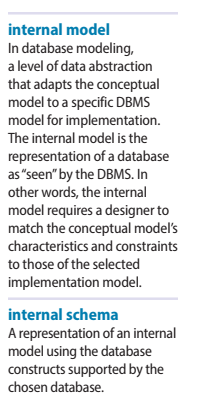 internal model
In database modeling,
a level of data abstraction
that adapts the conceptual
model to a specific DBMS
model for implementation.
The internal model is the
representation of a database
as “seen” by the DBMS. In
other words, the internal
model requires a designer to
match the conceptual model’s
characteristics and constraints
to those of the selected
implementation model.
internal schema
A representation of an internal
model using the database
constructs supported by the
chosen database.